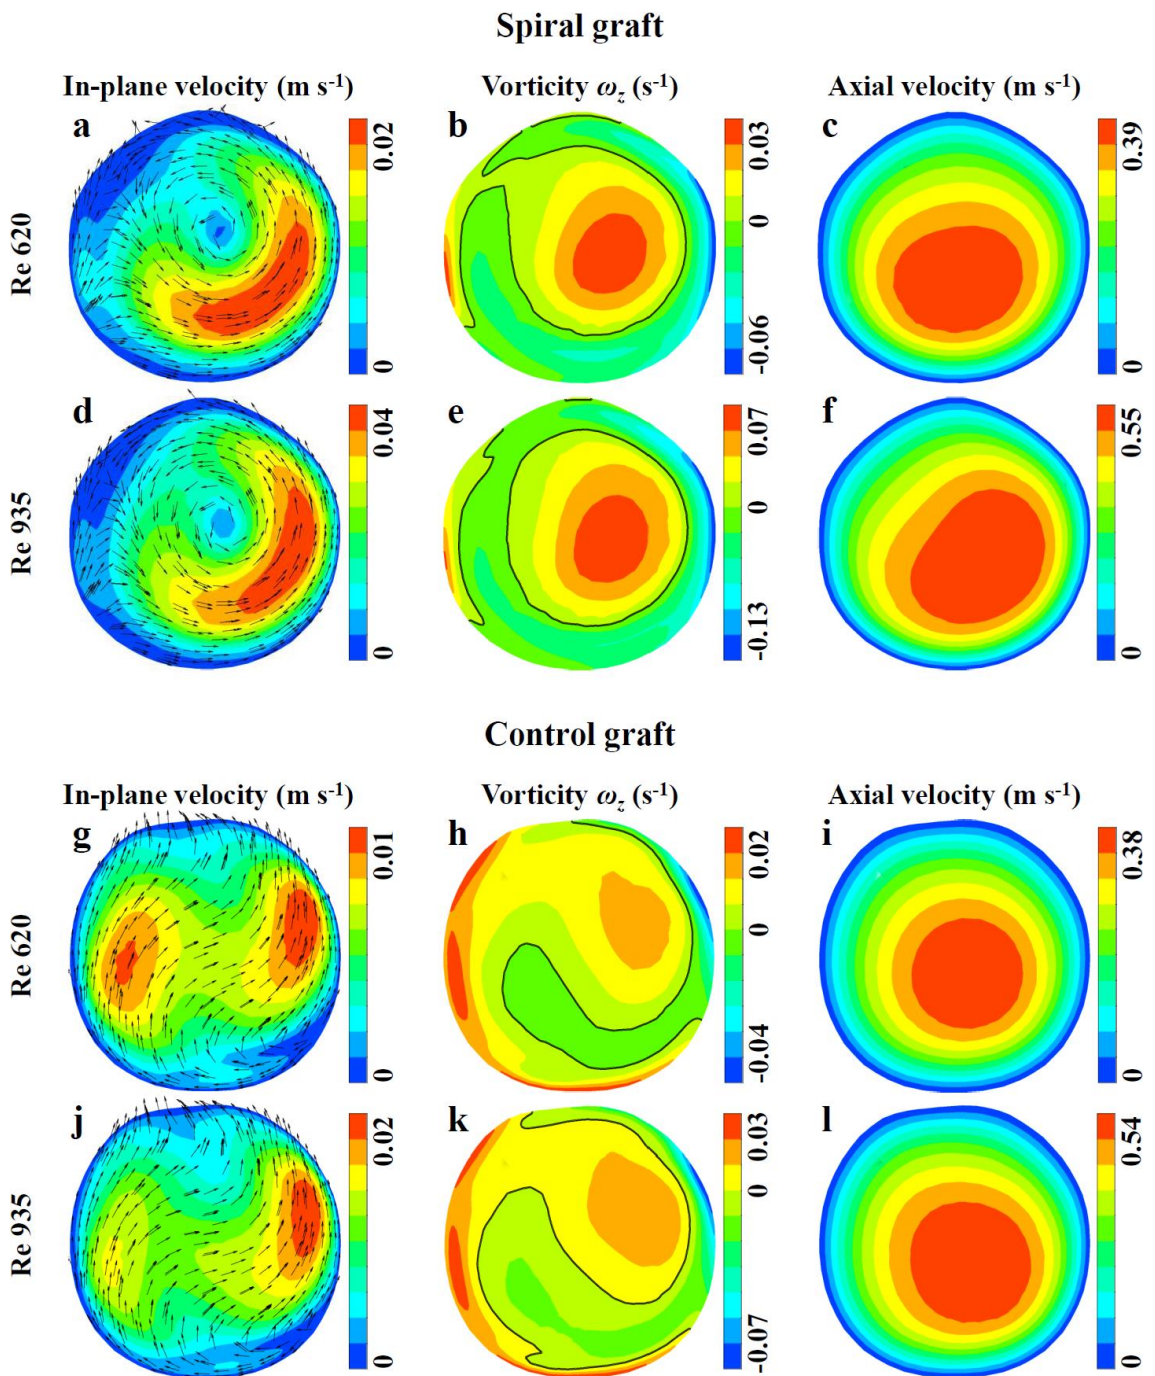 Spiral graft
In-plane velocity (m s-1) Vorticity ωz (s-1) Axial velocity (m s-1)
Re 620
a 0.02 0
b 0.03 0 -0.06
c 0.39 0
Re 935
d 0.04 0
e 0.07 0 -0.13
f 0.55 0
Control graft
In-plane velocity (m s-1) Vorticity ωz (s-1) Axial velocity (m s-1)
Re 620
g 0.01 0
h 0.02 0 -0.04
i 0.38 0
Re 935
j 0.02 0
k 0.03 0 -0.07
l 0.54 0